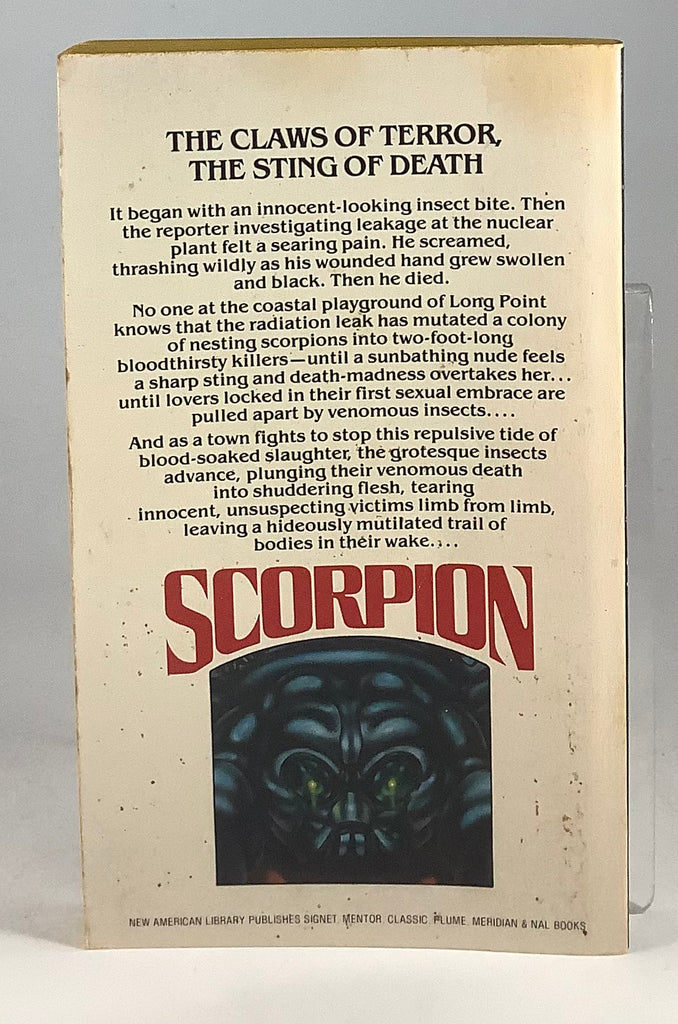 THE CLAWS OF TERROR,
THE STING OF DEATH
It began with an innocent-looking insect bite. Then
the reporter investigating leakage at the nuclear
plant felt a searing pain. He screamed,
thrashing wildly as his wounded hand grew swollen
and black. Then he died.
No one at the coastal playground of Long Point
knows that the radiation leak has mutated a colony
of nesting scorpions into two-foot-long
bloodthirsty killers—until a sunbathing nude feels
a sharp sting and death-madness overtakes her...
until lovers locked in their first sexual embrace are
pulled apart by venomous insects....
And as a town fights to stop this repulsive tide of
blood-soaked slaughter, the grotesque insects
advance, plunging their venomous death
into shuddering flesh, tearing
innocent, unsuspecting victims limb from limb,
leaving a hideously mutilated trail of
bodies in their wake....
SCORPION
NEW AMERICAN LIBRARY PUBLISHES SIGNET, MENTOR, CLASSIC, PLUME, MERIDIAN & NAL BOOKS